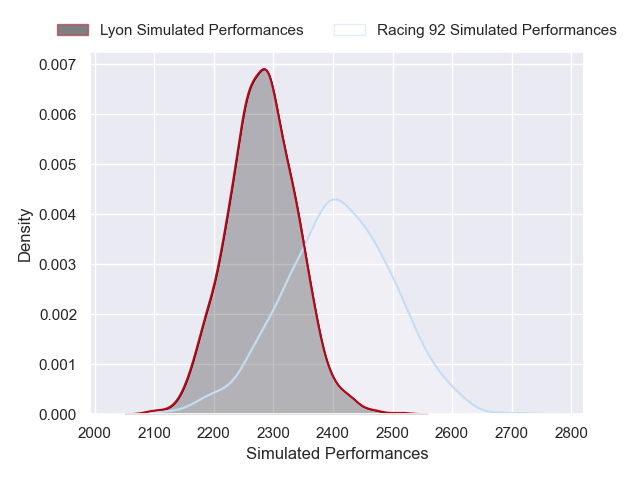 Lyon Simulated Performances Racing 92 Simulated Performances
0.007
0.006
0.005
0.004
0.003
0.002
0.001
0.000
Density
2000 2100 2200 2300 2400 2500 2600 2700 2800
Simulated Performances